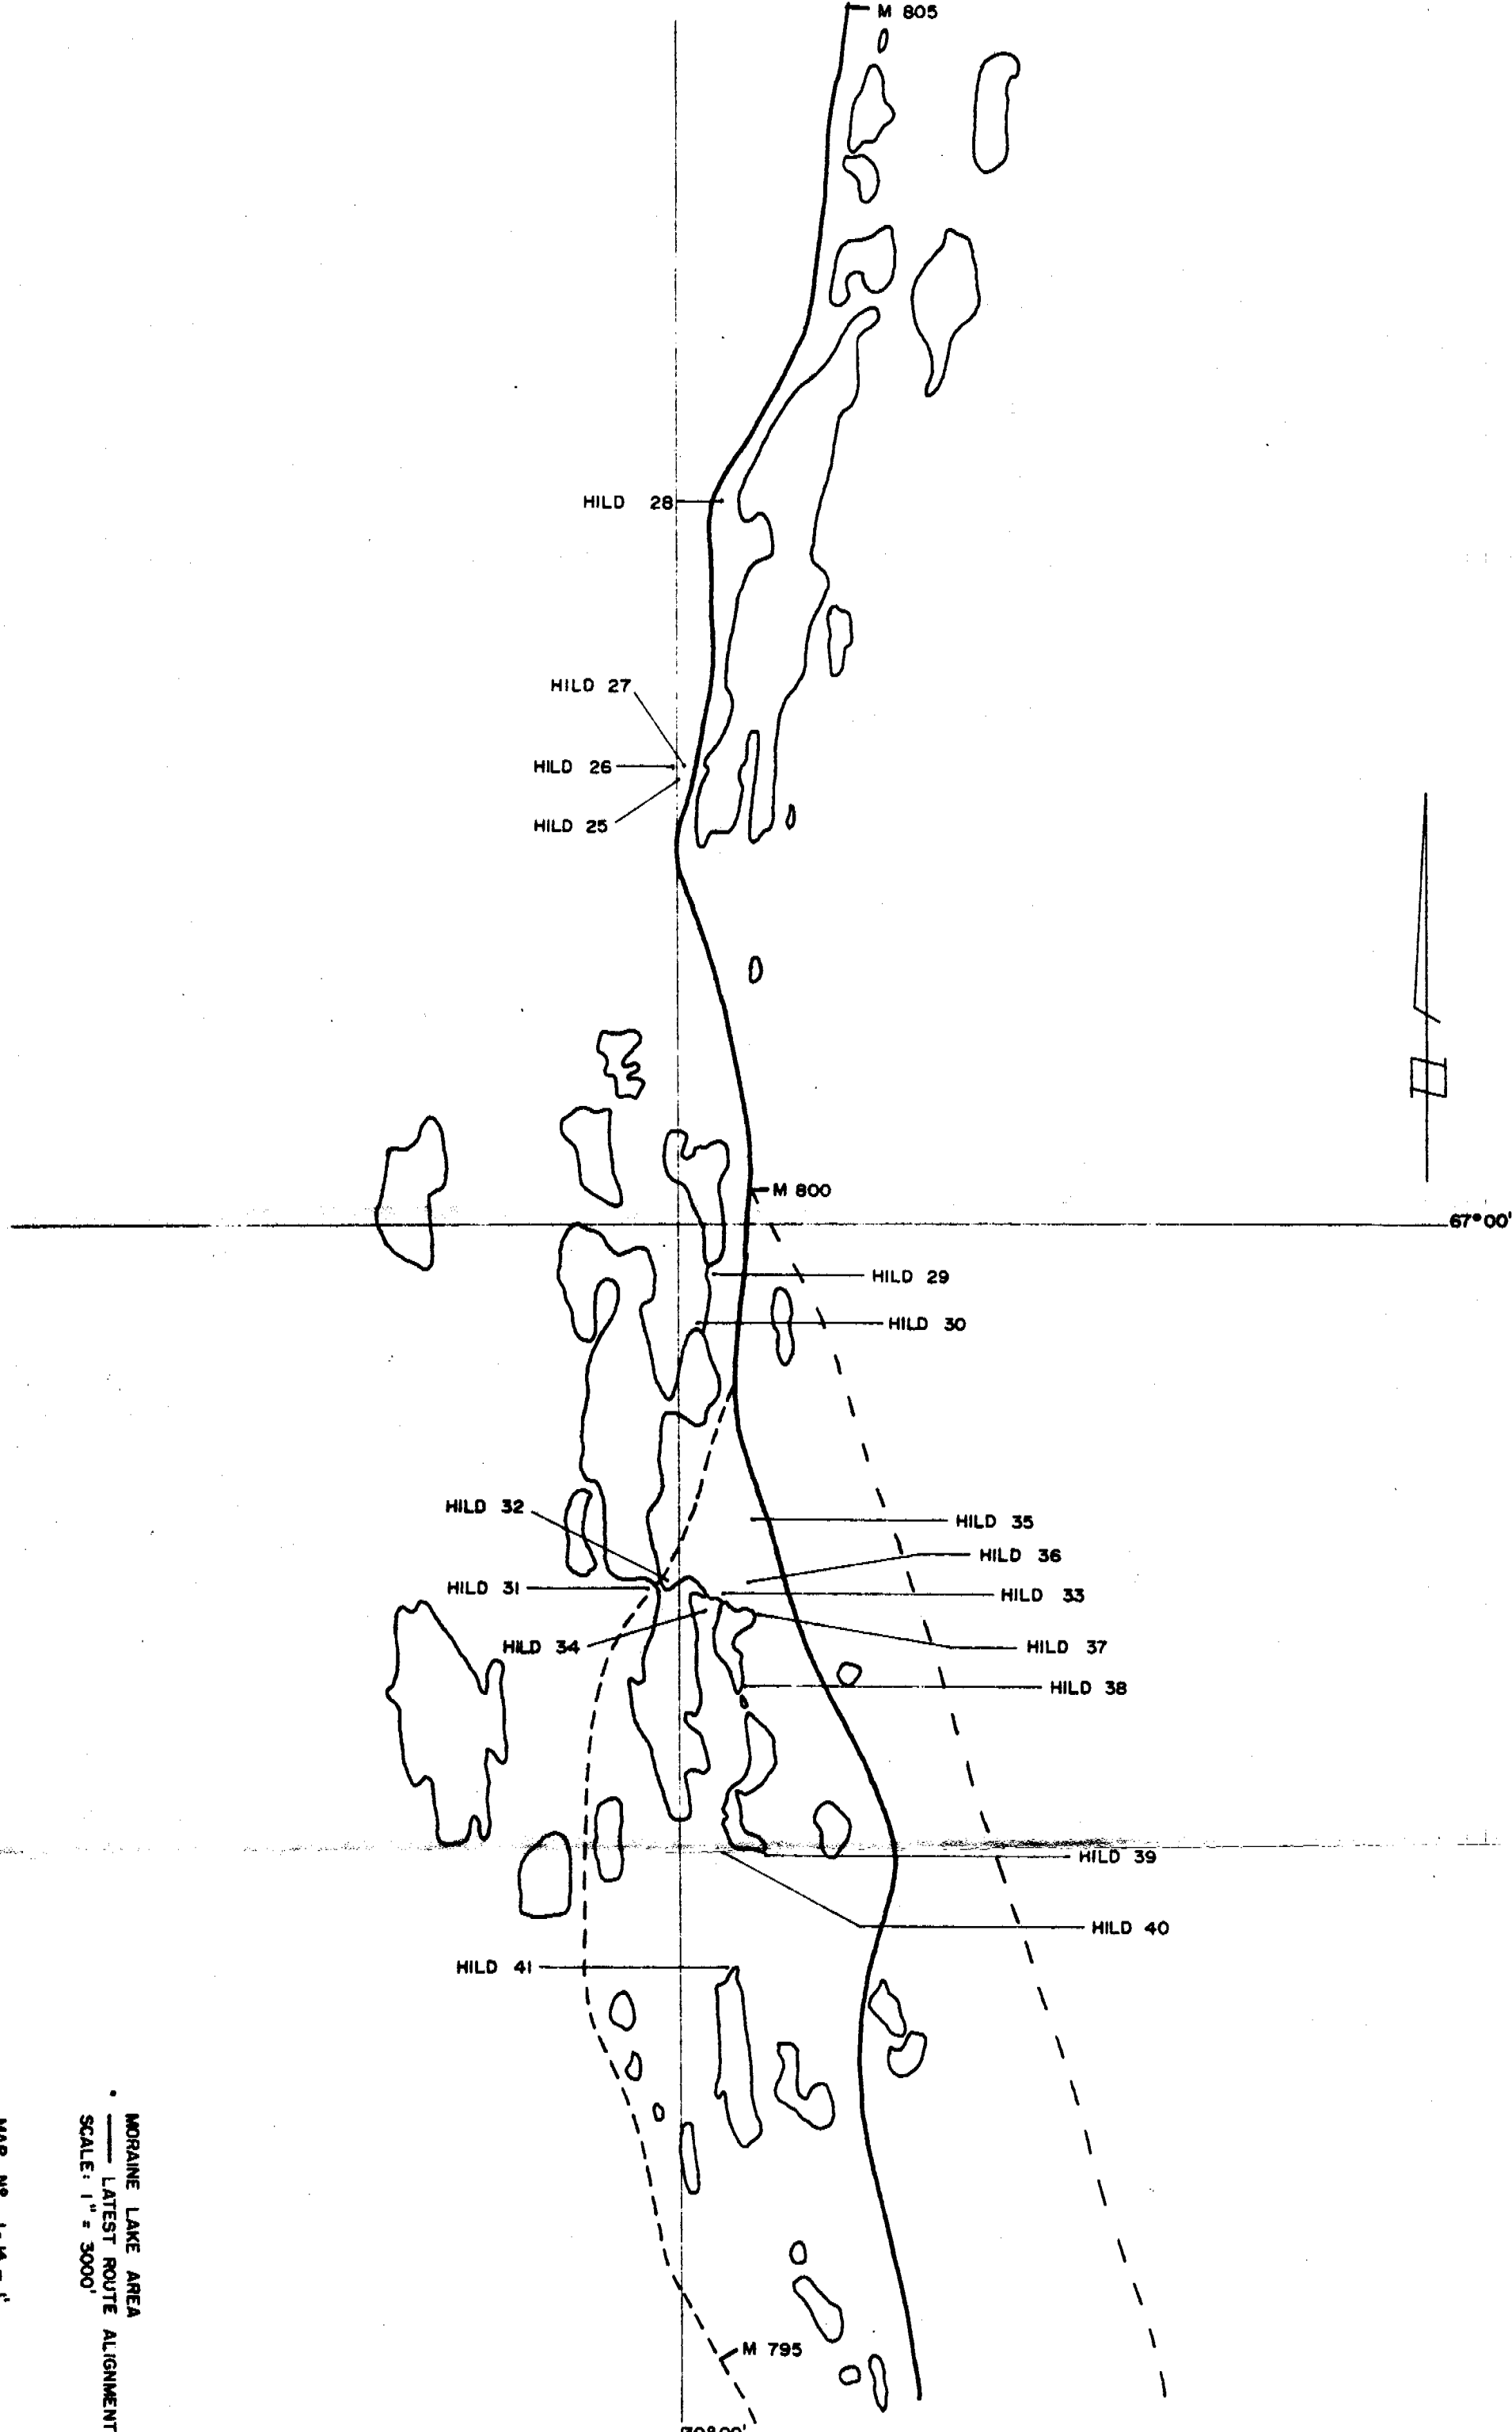 M 805
HILD 28
HILD 27
HILD 26
HILD 25
M 800
67°00'
HILD 29
HILD 30
HILD 32
HILD 35
HILD 36
HILD 31
HILD 33
HILD 34
HILD 37
HILD 38
HILD 39
HILD 40
HILD 41
M 795
MORAINE LAKE AREA
LATEST ROUTE ALIGNMENT
SCALE: 1" = 3000'